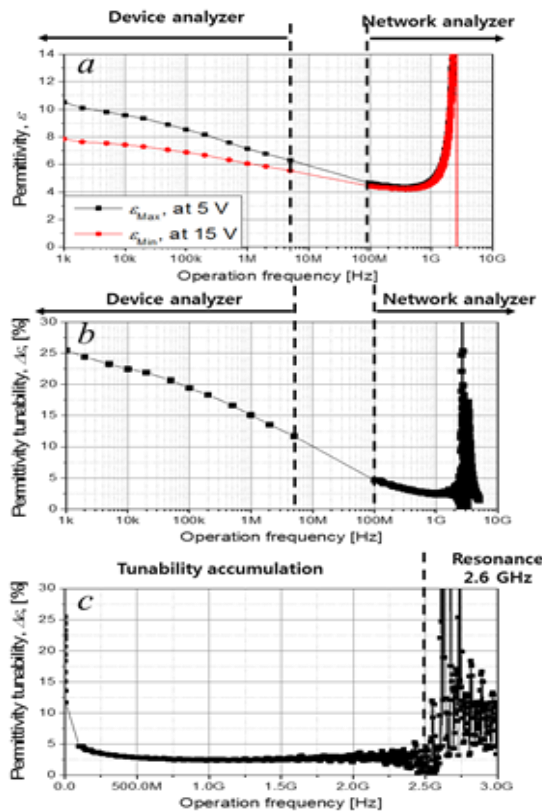 Device analyzer Network analyzer
a
14
12
10
8
6
4
2
0
Permittivity, ε
ε Max, at 5 V
ε Min, at 15 V
1k 10k 100k 1M 10M 100M 1G 10G
Operation frequency [Hz]
Device analyzer Network analyzer
b
30
25
20
15
10
5
0
Permittivity tunability, Δε, [%]
1k 10k 100k 1M 10M 100M 1G 10G
Operation frequency [Hz]
Tunability accumulation Resonance
2.6 GHz
c
30
25
20
15
10
5
0
Permittivity tunability, Δε, [%]
0.0 500.0M 1.0G 1.5G 2.0G 2.5G 3.0G
Operation frequency [Hz]